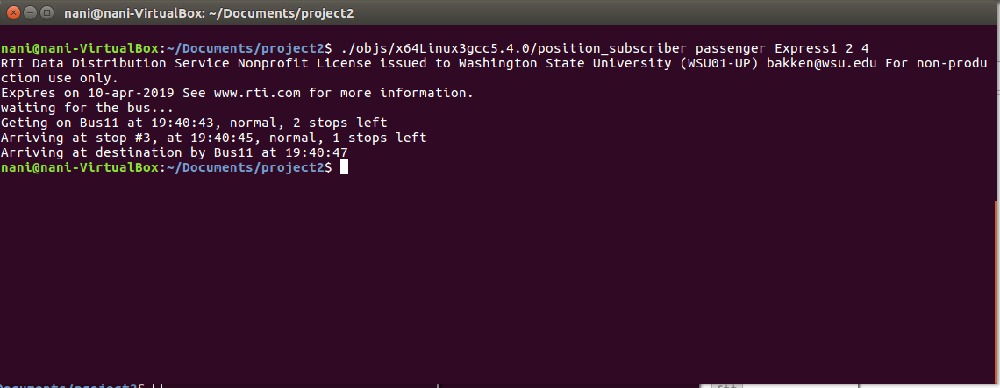 nani@nani-VirtualBox: ~/Documents/project2
nani@nani-VirtualBox:~/Documents/project2$ ./objs/x64Linux3gcc5.4.0/position_subscriber passenger Express1 2 4
RTI Data Distribution Service Nonprofit License issued to Washington State University (WSU01-UP) bakken@wsu.edu For non-produ
ction use only.
Expires on 10-apr-2019 See www.rti.com for more information.
waiting for the bus...
Geting on Bus11 at 19:40:43, normal, 2 stops left
Arriving at stop #3, at 19:40:45, normal, 1 stops left
Arriving at destination by Bus11 at 19:40:47
nani@nani-VirtualBox:~/Documents/project2$